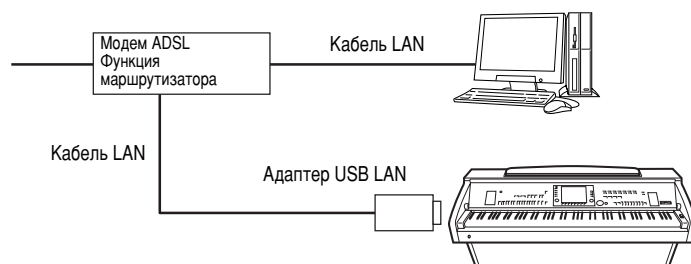 Модем ADSL
Функция
маршрутизатора
Кабель LAN
Кабель LAN
Адаптер USB LAN